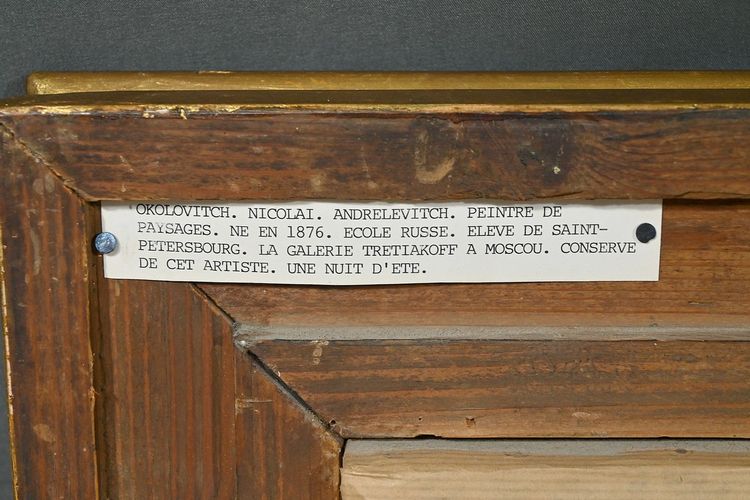 OKOLOVITCH. NICOLAI. ANDRELEVITCH. PEINTRE DE
PAYSAGES. NE EN 1876. ECOLE RUSSE. ELEVE DE SAINT-
PETERSBOURG. LA GALERIE TRETIAKOFF A MOSCOU. CONSERVE
DE CET ARTISTE. UNE NUIT D'ETE.